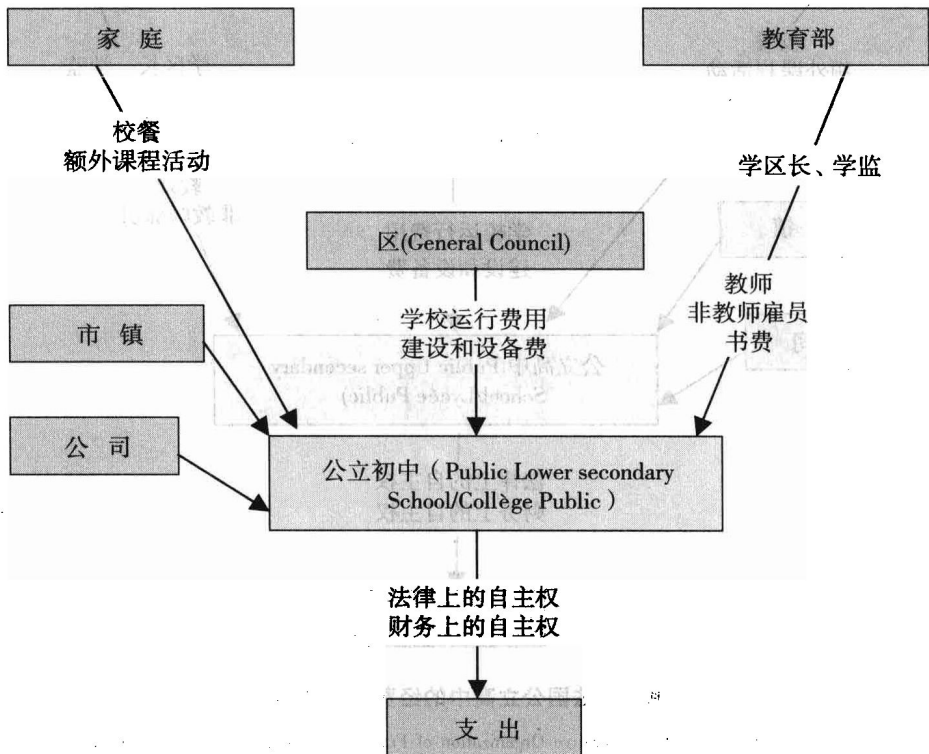 家 庭
教育部
校餐
额外课程活动
学区长、学监
区(General Council)
教师
非教师雇员
书费
学校运行费用
建设和设备费
市 镇
公 司
公立初中（Public Lower secondary
School/Collège Public）
法律上的自主权
财务上的自主权
支 出